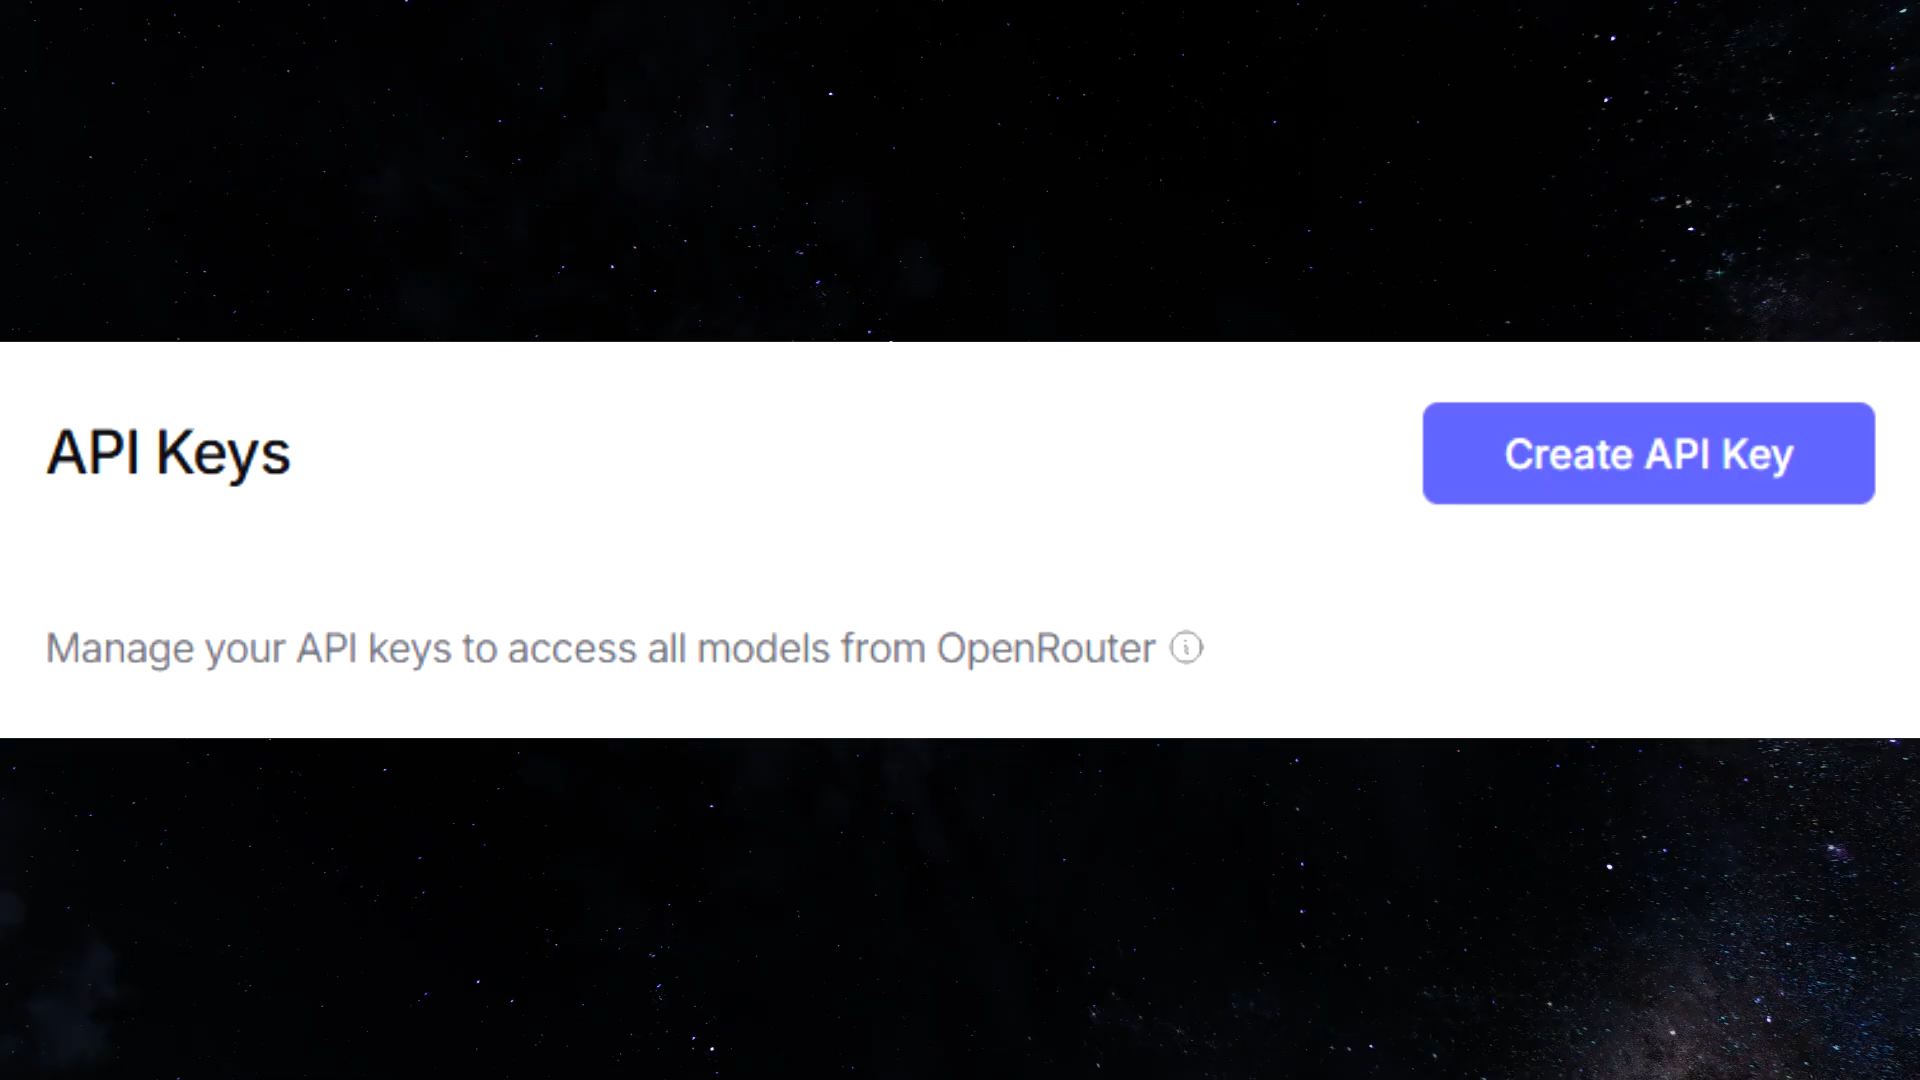 API Keys
Create API Key
Manage your API keys to access all models from OpenRouter